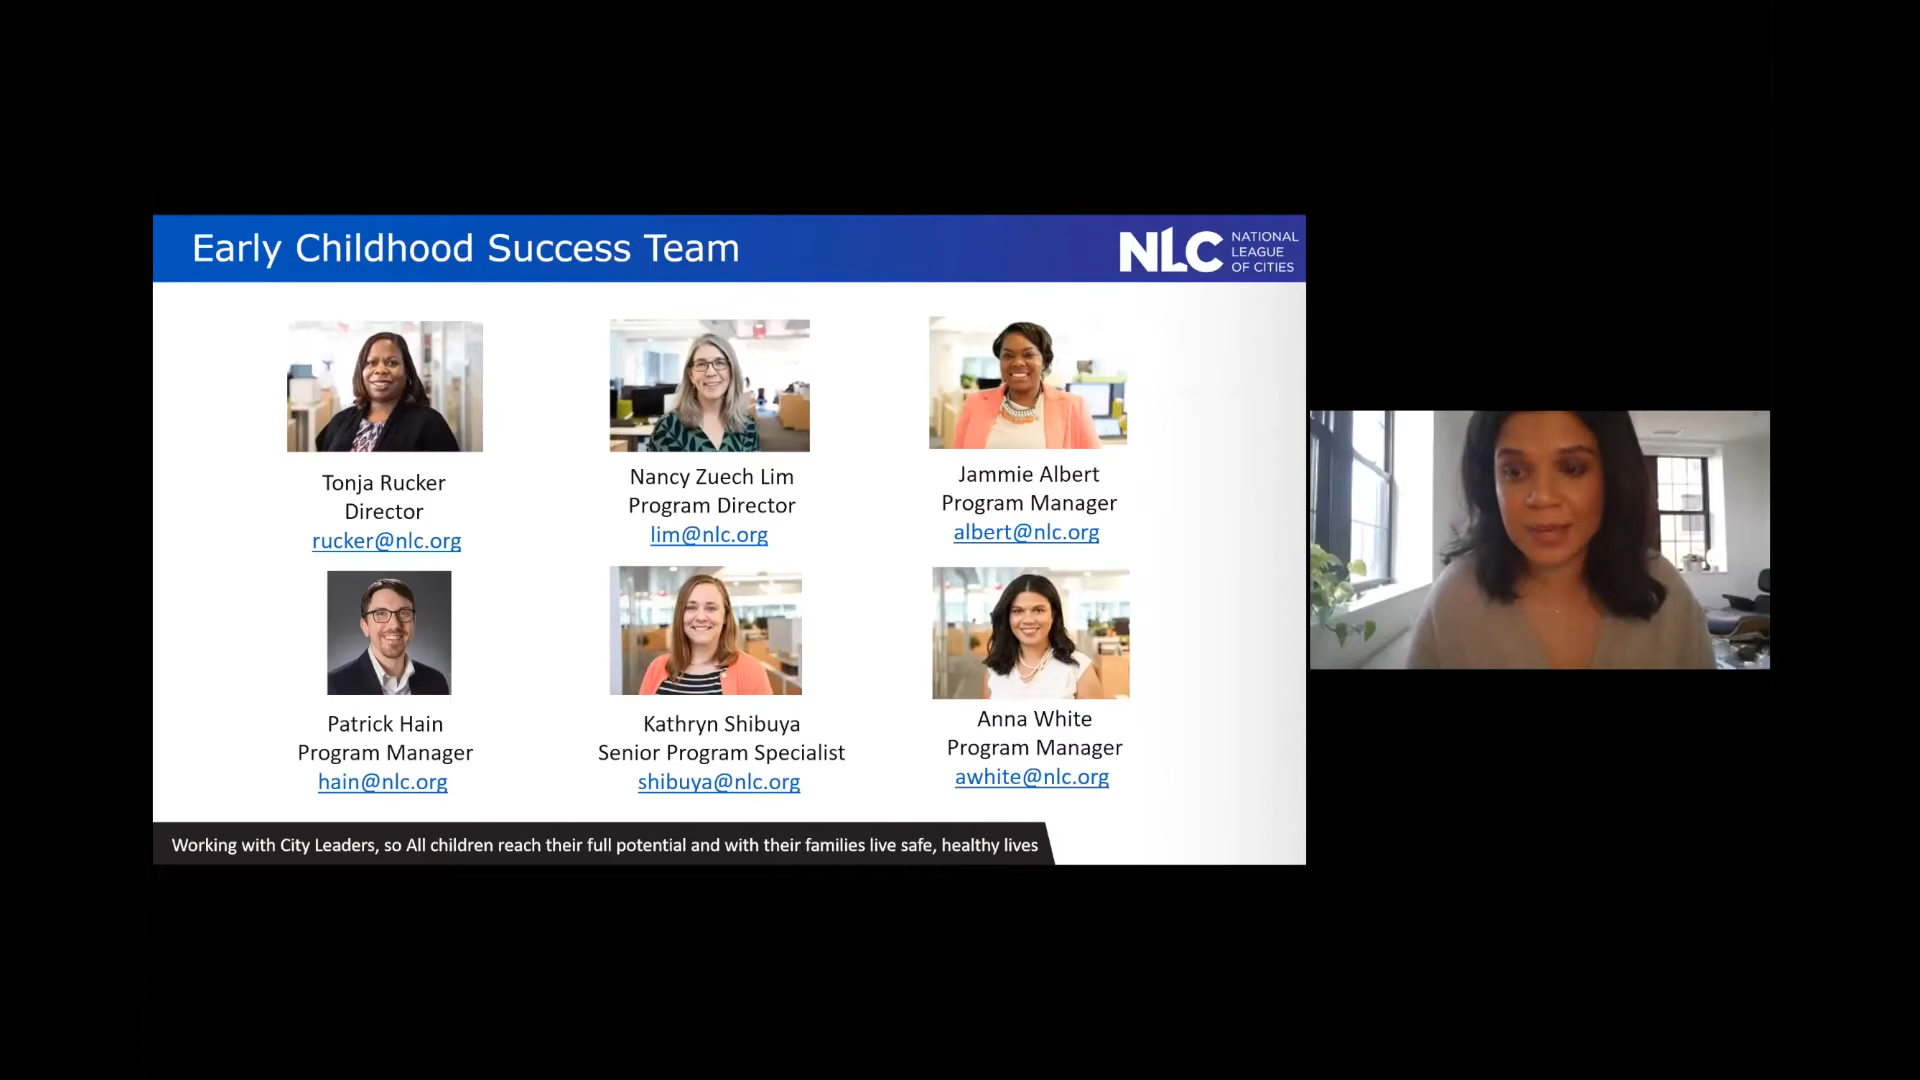 Early Childhood Success Team
NLC
NATIONAL
LEAGUE
OF CITIES
Tonja Rucker
Director
rucker@nlc.org
Nancy Zuech Lim
Program Director
lim@nlc.org
Jammie Albert
Program Manager
albert@nlc.org
Patrick Hain
Program Manager
hain@nlc.org
Kathryn Shibuya
Senior Program Specialist
shibuya@nlc.org
Anna White
Program Manager
awhite@nlc.org
Working with City Leaders, so All children reach their full potential and with their families live safe, healthy lives